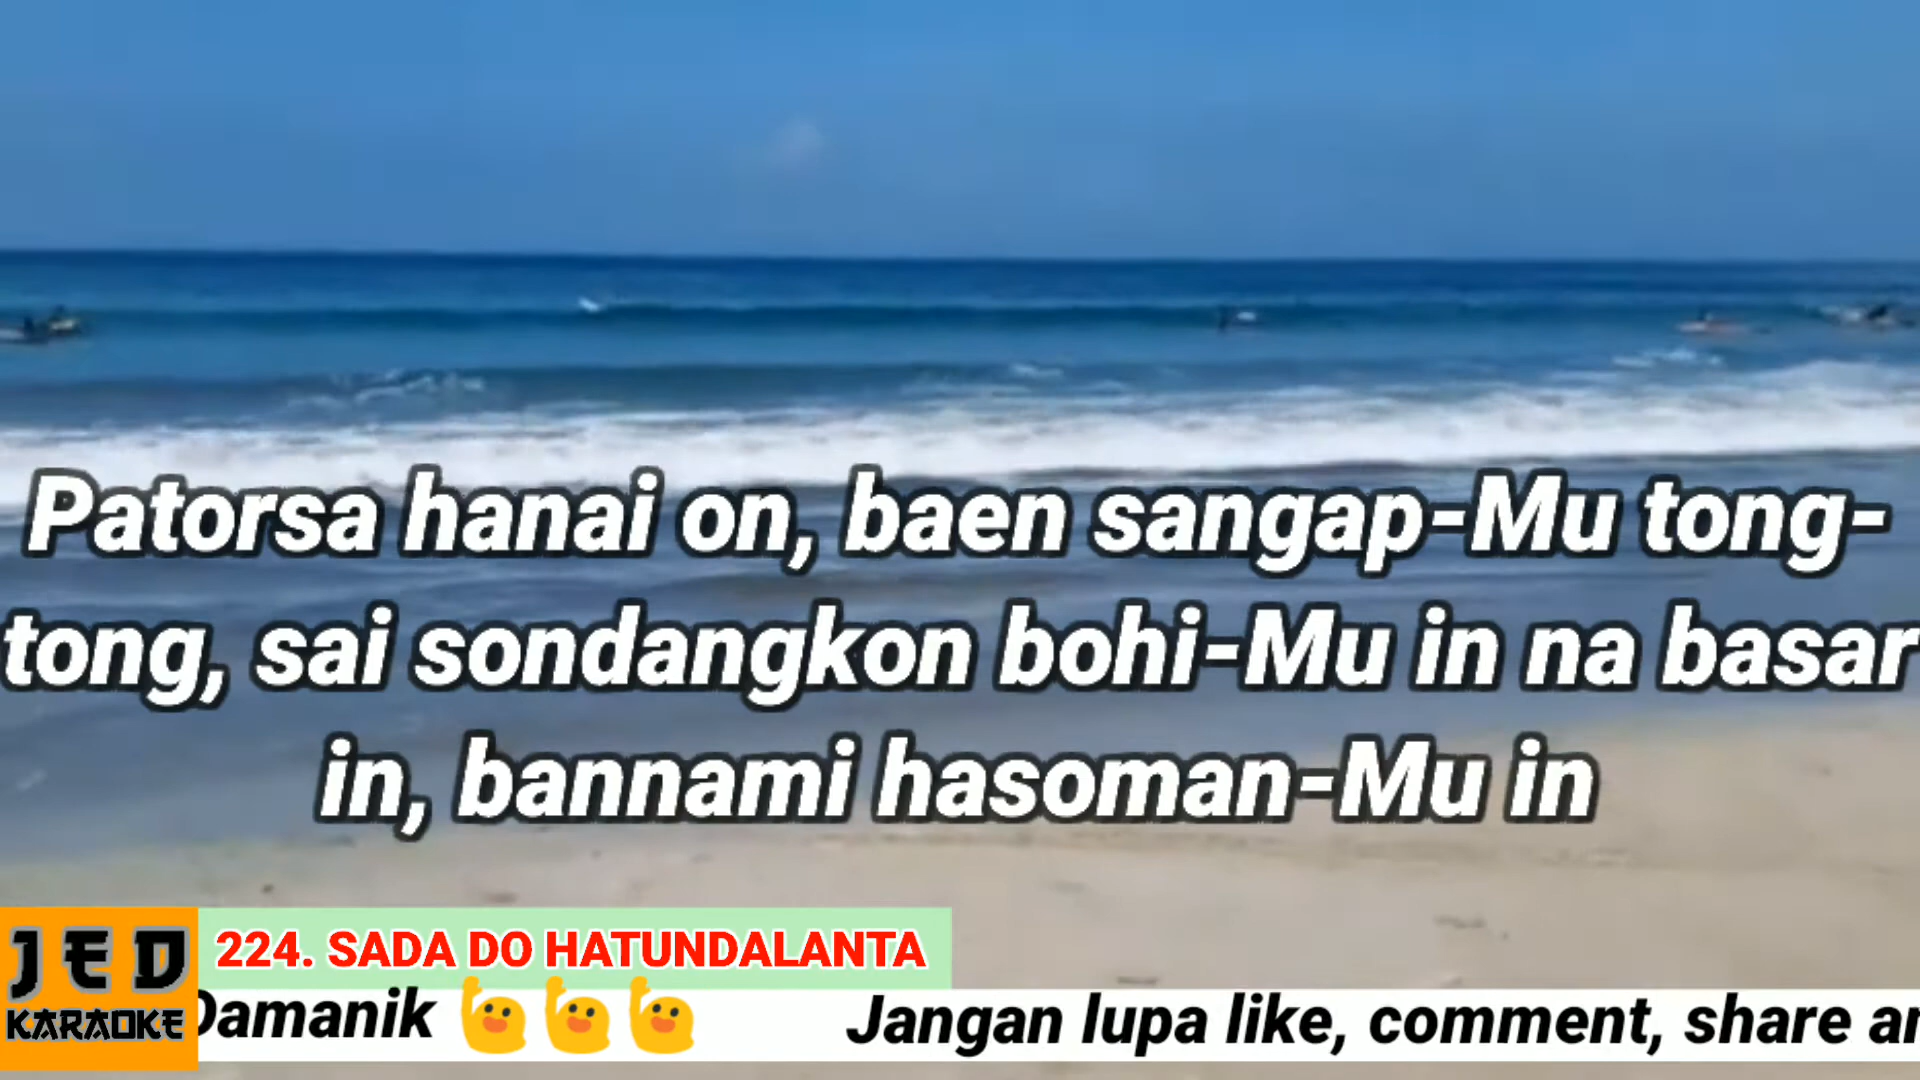 Patorsa hanai on, baen sangap-Mu tong-
tong, sai sondangkon bohi-Mu in na basar
in, bannami hasoman-Mu in
224. SADA DO HATUNDALANTA
JED
KARAOKE
Damanik
Jangan lupa like, comment, share